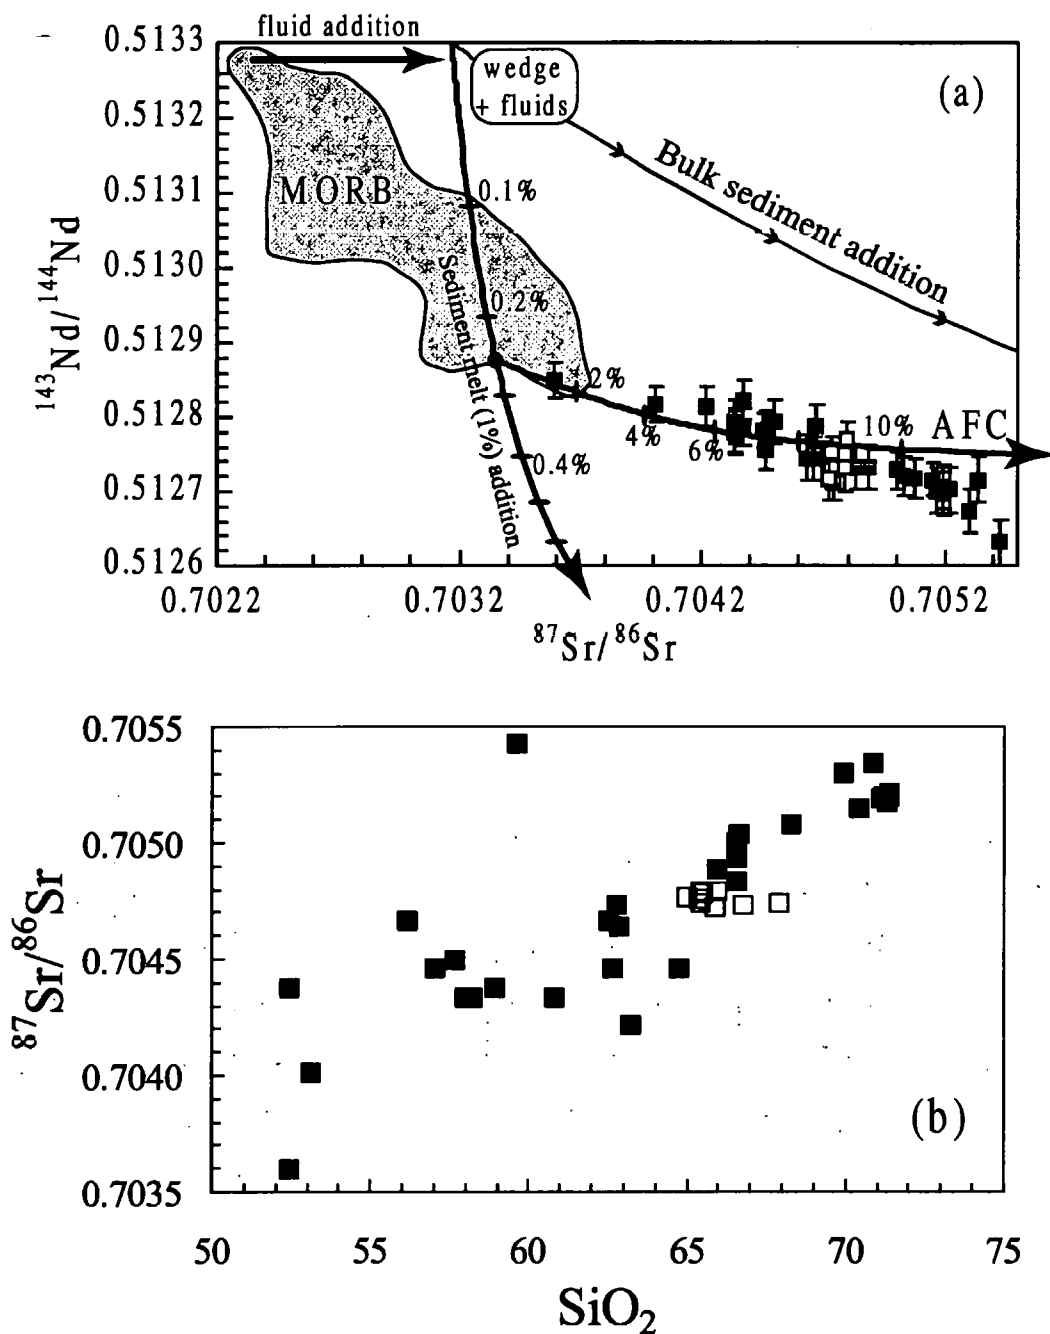 fluid addition
0.5133
0.5132
0.5131
0.5130
0.5129
0.5128
0.5127
0.5126
¹⁴³Nd/¹⁴⁴Nd
wedge
+ fluids
(a)
Bulk sediment addition
MORB
0.1%
0.2%
Sediment melt (1%) addition
2%
4%
6%
10%
AFC
0.4%
0.7022
0.7032
0.7042
0.7052
⁸⁷Sr/⁸⁶Sr
0.7055
0.7050
0.7045
0.7040
0.7035
⁸⁷Sr/⁸⁶Sr
(b)
50
55
60
65
70
75
SiO₂